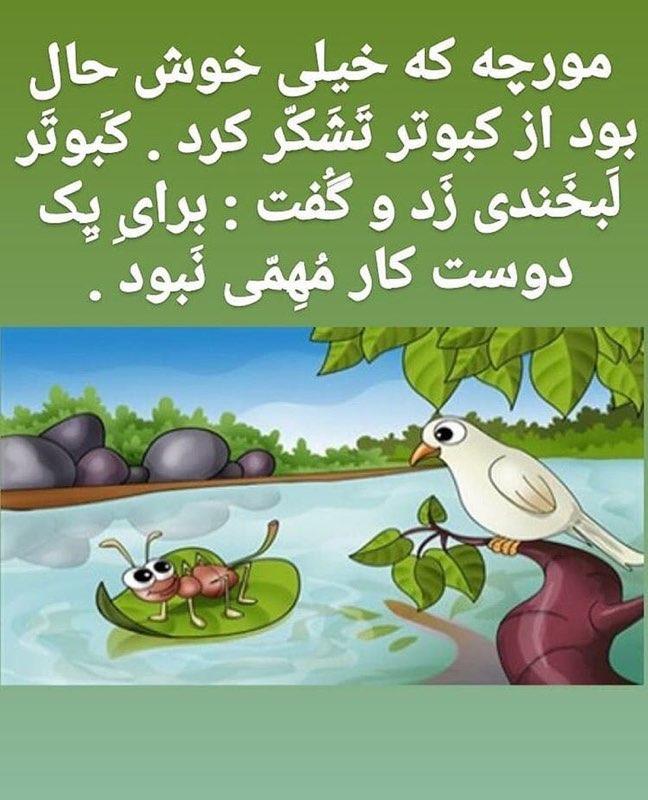 مورچه که خیلی خوش حال
بود از کبوتر تَشَکّر کرد . کَبوتَر
لَبخَندی زَد و گُفت : برایِ یِک
دوست کار مُهِمّی نَبود .